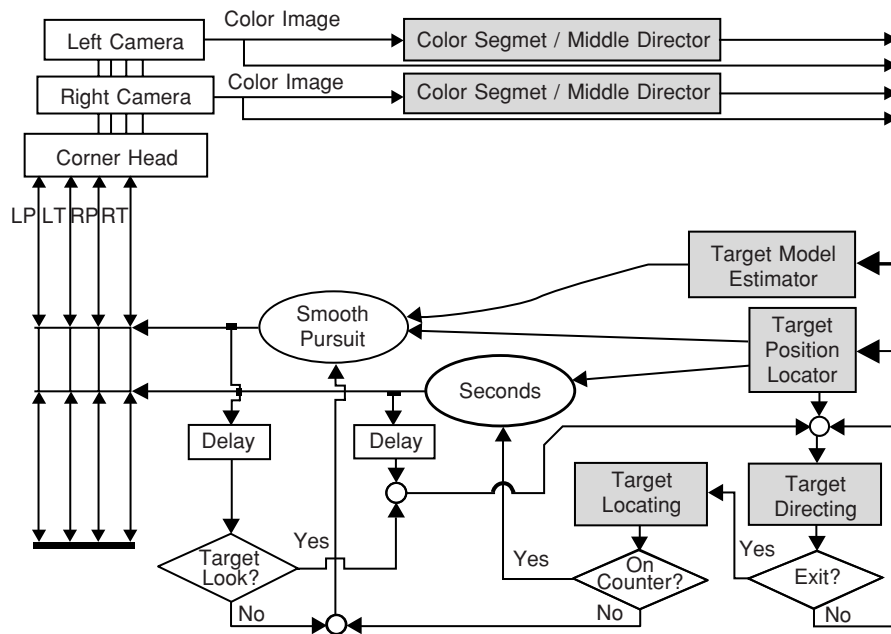 Color Image
Left Camera
Color Segmet / Middle Director
Color Image
Right Camera
Color Segmet / Middle Director
Corner Head
LP LT RP RT
Target Model
Estimator
Smooth
Pursuit
Target
Position
Locator
Seconds
Delay
Delay
Target
Locating
Target
Directing
Target
Look?
Yes
Yes
On
Counter?
Yes
Exit?
No
No
No